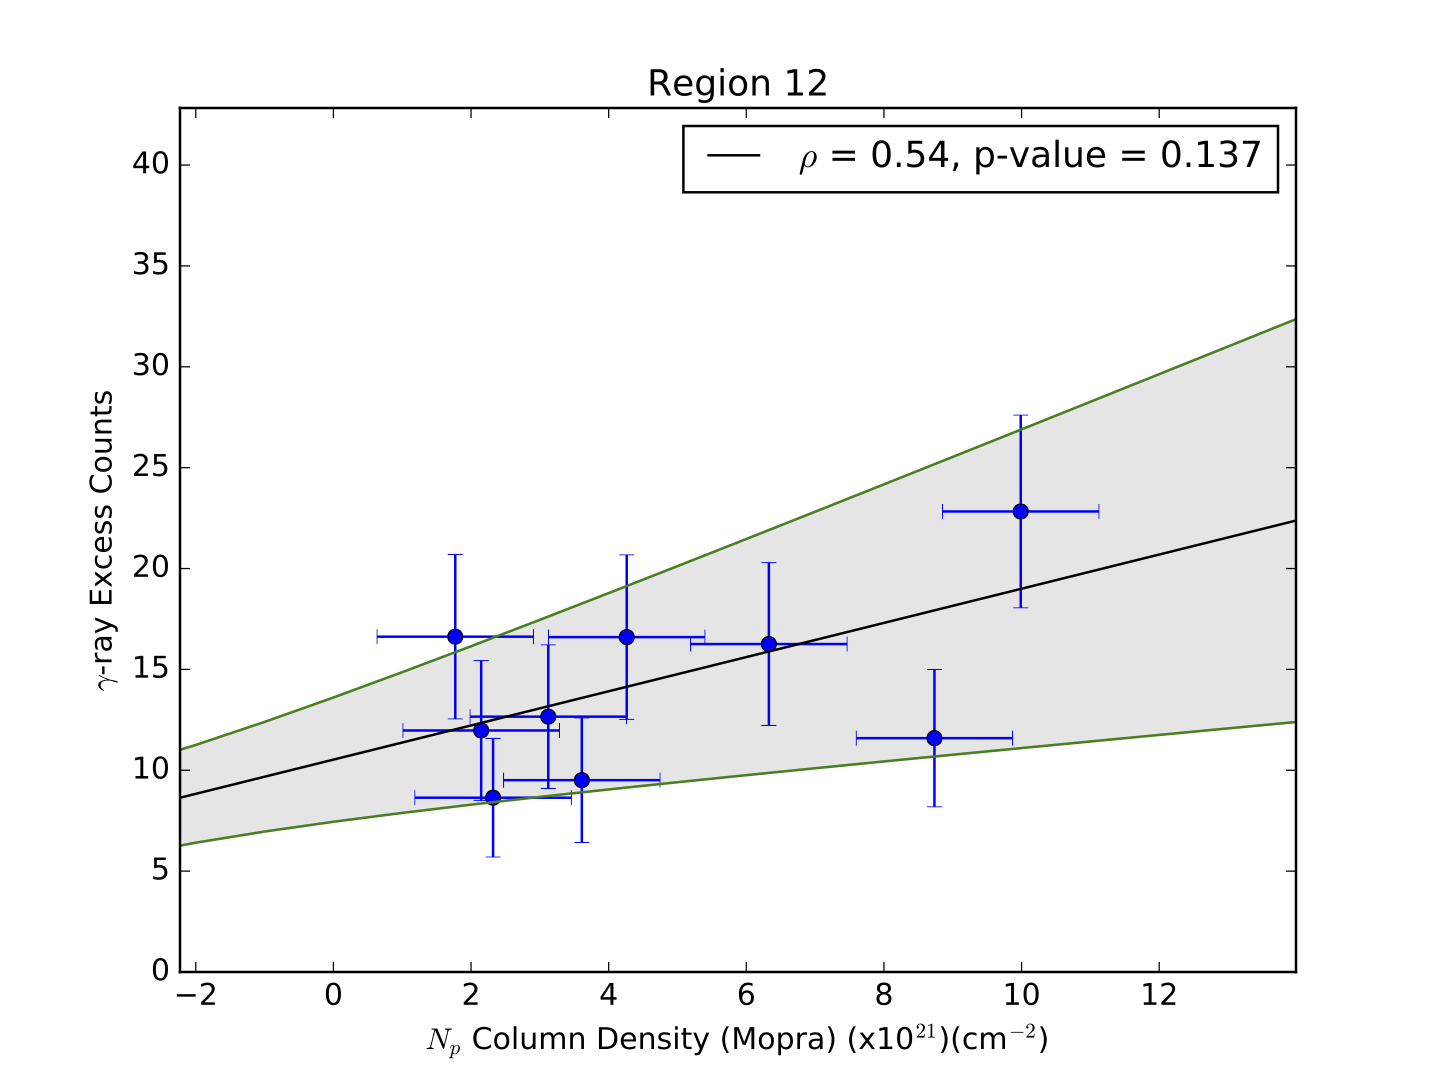 Region 12
ρ = 0.54, p-value = 0.137
γ-ray Excess Counts
40
35
30
25
20
15
10
5
0
−2 0 2 4 6 8 10 12
N_p Column Density (Mopra) (x10^21)(cm^−2)